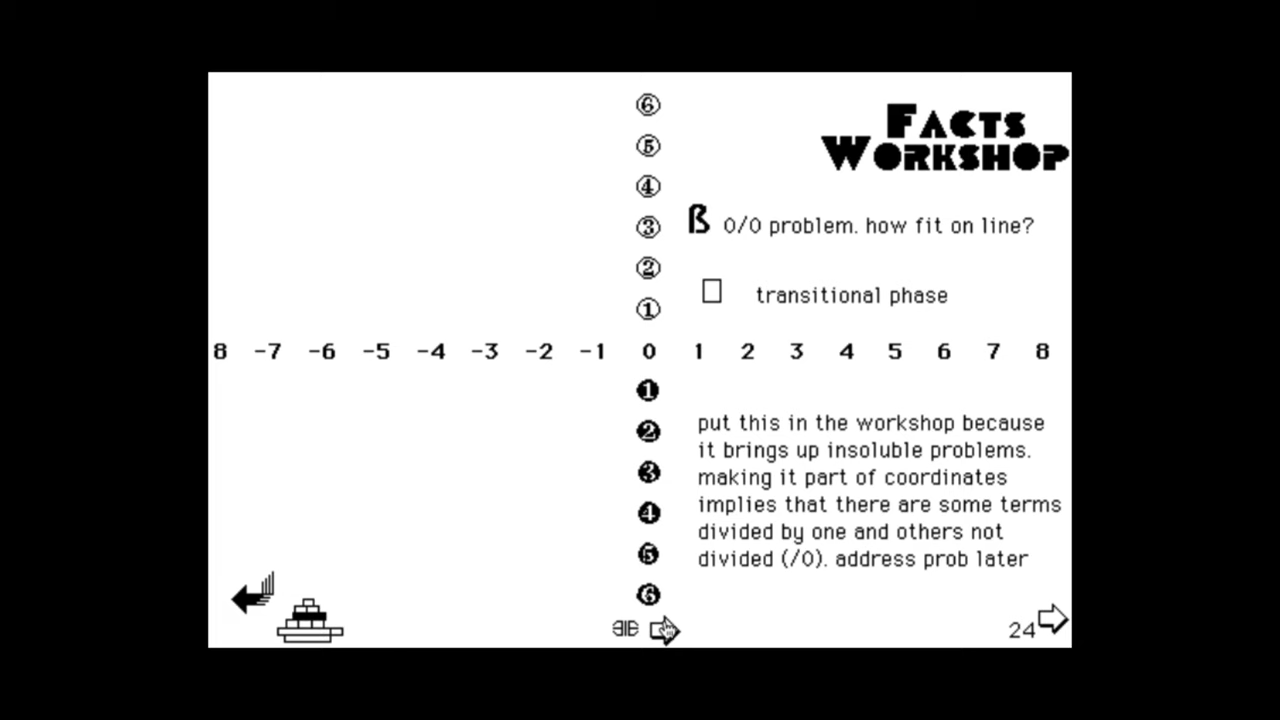 ⑥
⑤
④
③
②
①
FACTS
WORKSHOP
ß 0/0 problem. how fit on line?
transitional phase
8 -7 -6 -5 -4 -3 -2 -1 0 1 2 3 4 5 6 7 8
❶
❷
❸
❹
❺
❻
put this in the workshop because
it brings up insoluble problems.
making it part of coordinates
implies that there are some terms
divided by one and others not
divided (/0). address prob later
24